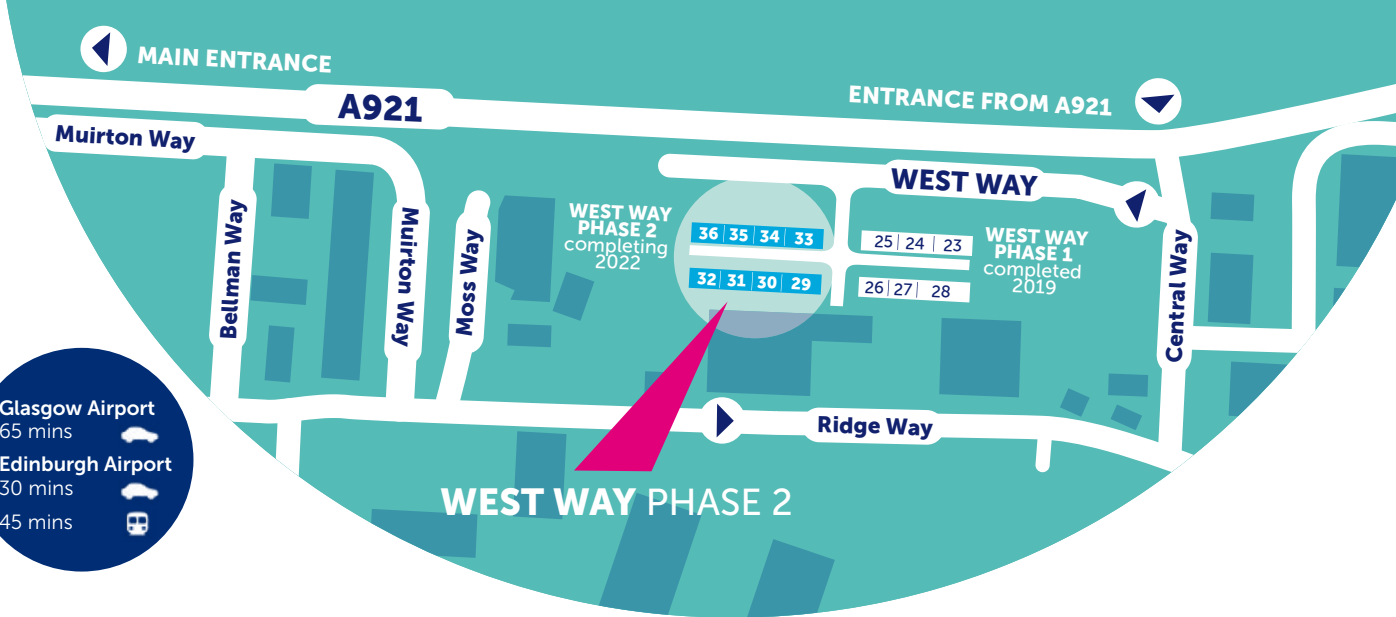 MAIN ENTRANCE
A921
ENTRANCE FROM A921
Muirton Way
WEST WAY
Bellman Way
Muirton Way
Moss Way
WEST WAY
PHASE 2
completing
2022
36 35 34 33
32 31 30 29
25 24 23
26 27 28
WEST WAY
PHASE 1
completed
2019
Central Way
Ridge Way
Glasgow Airport
65 mins
Edinburgh Airport
30 mins
45 mins
WEST WAY PHASE 2